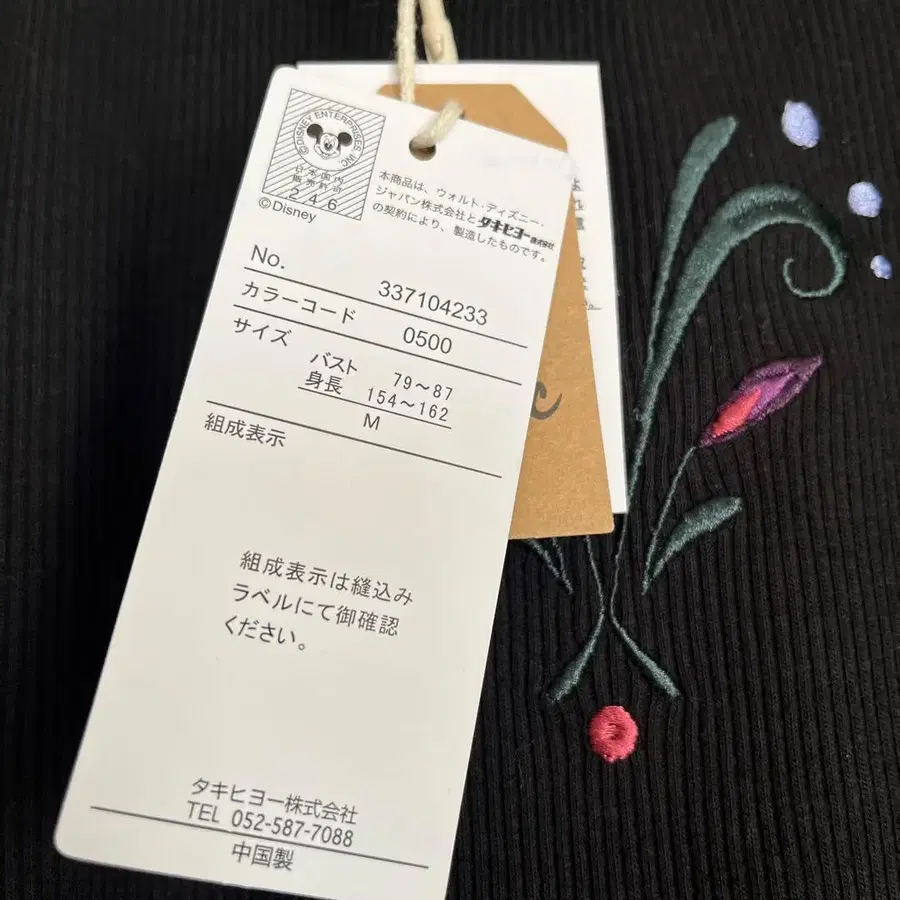 ©DISNEY ENTERPRISES, INC.
日本国内
販売許可
246
©Disney
本商品は、ウォルト・ディズニー・
ジャパン株式会社とタキヒヨー株式会社
の契約により、製造したものです。
No. 337104233
カラーコード 0500
サイズ
バスト 79～87
身長 154～162
M
組成表示
組成表示は縫込み
ラベルにて御確認
ください。
タキヒヨー株式会社
TEL 052-587-7088
中国製
c